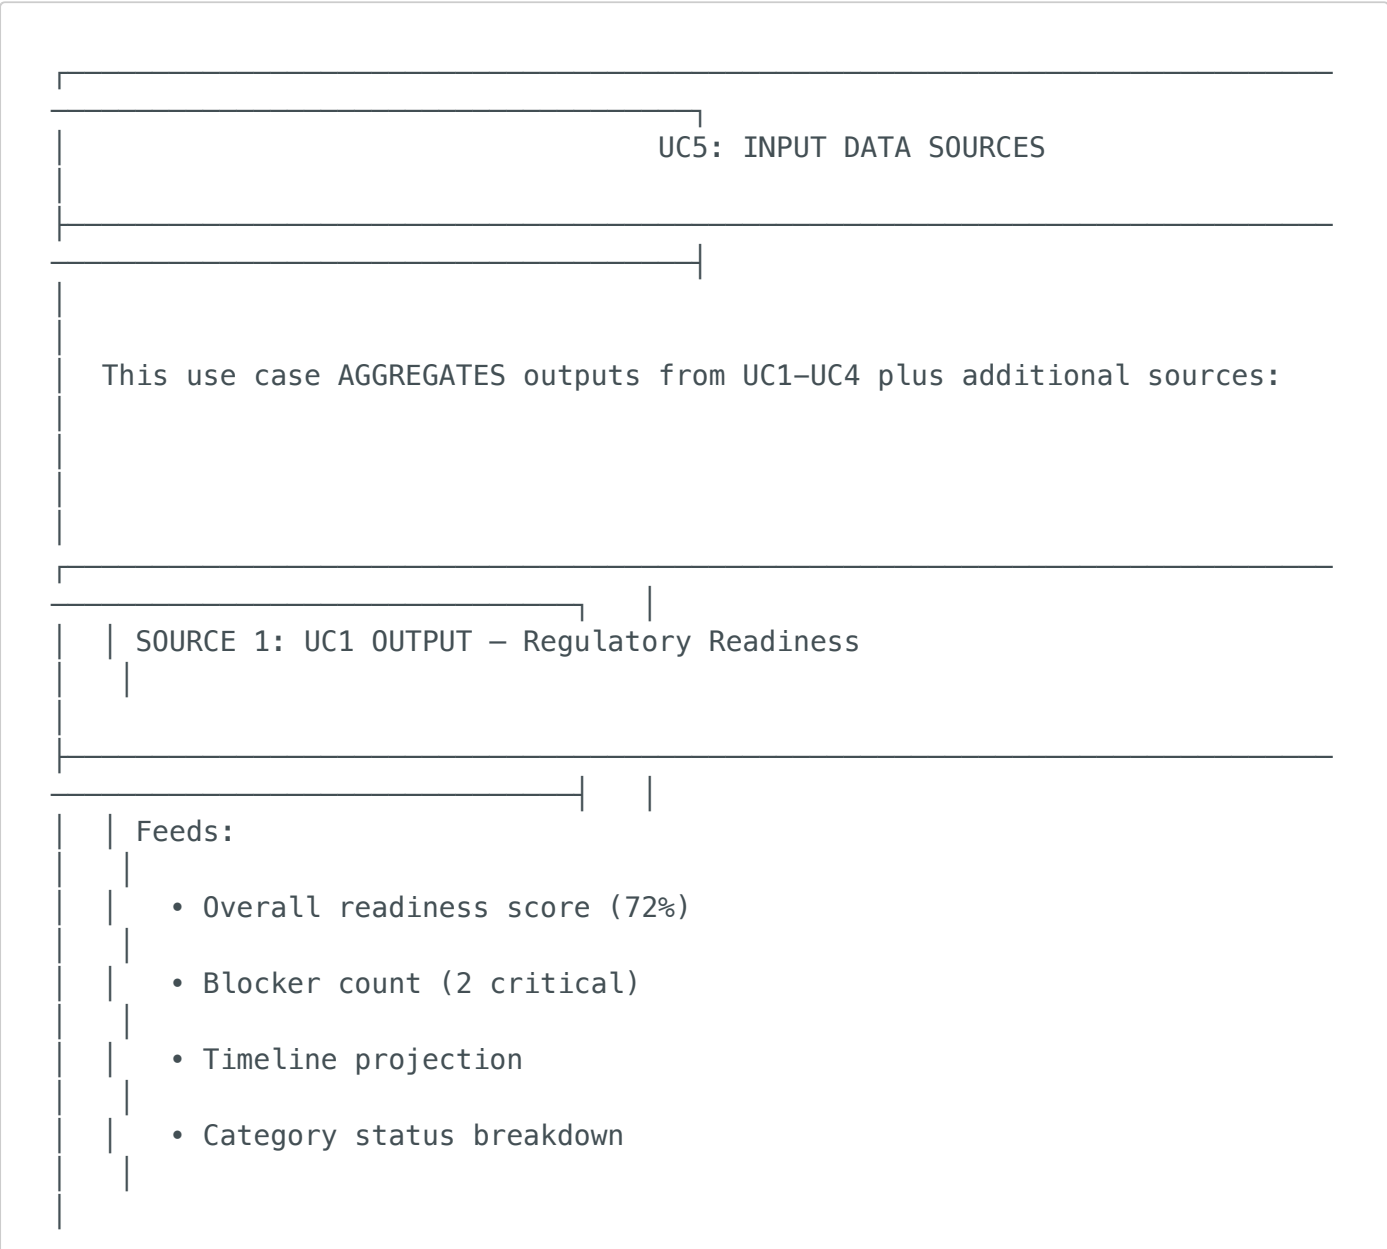 UC5: INPUT DATA SOURCES
This use case AGGREGATES outputs from UC1–UC4 plus additional sources:
SOURCE 1: UC1 OUTPUT – Regulatory Readiness
Feeds:
• Overall readiness score (72%)
• Blocker count (2 critical)
• Timeline projection
• Category status breakdown